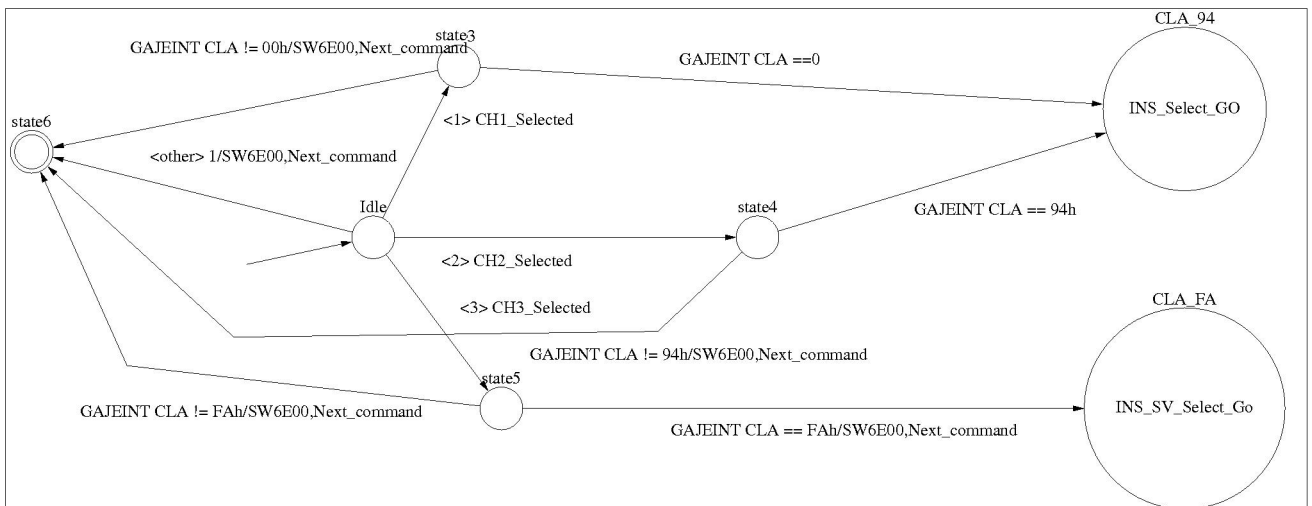 CLA_94
state3
GAJEINT CLA != 00h/SW6E00,Next_command
GAJEINT CLA ==0
INS_Select_GO
state6
<1> CH1_Selected
<other> 1/SW6E00,Next_command
Idle
state4
GAJEINT CLA == 94h
<2> CH2_Selected
CLA_FA
<3> CH3_Selected
GAJEINT CLA != 94h/SW6E00,Next_command
state5
GAJEINT CLA != FAh/SW6E00,Next_command
INS_SV_Select_Go
GAJEINT CLA == FAh/SW6E00,Next_command